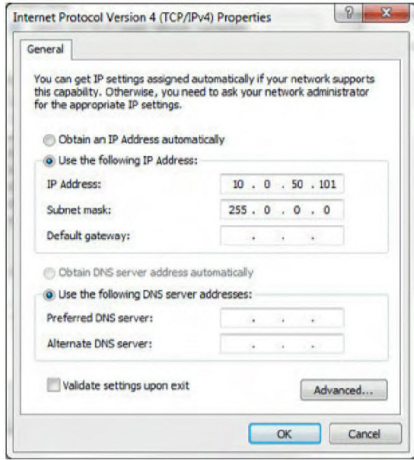 Internet Protocol Version 4 (TCP/IPv4) Properties
General
You can get IP settings assigned automatically if your network supports
this capability. Otherwise, you need to ask your network administrator
for the appropriate IP settings.
Obtain an IP Address automatically
Use the following IP Address:
IP Address: 10 . 0 . 50 . 101
Subnet mask: 255 . 0 . 0 . 0
Default gateway: . . .
Obtain DNS server address automatically
Use the following DNS server addresses:
Preferred DNS server: . . .
Alternate DNS server: . . .
Validate settings upon exit
Advanced...
OK Cancel